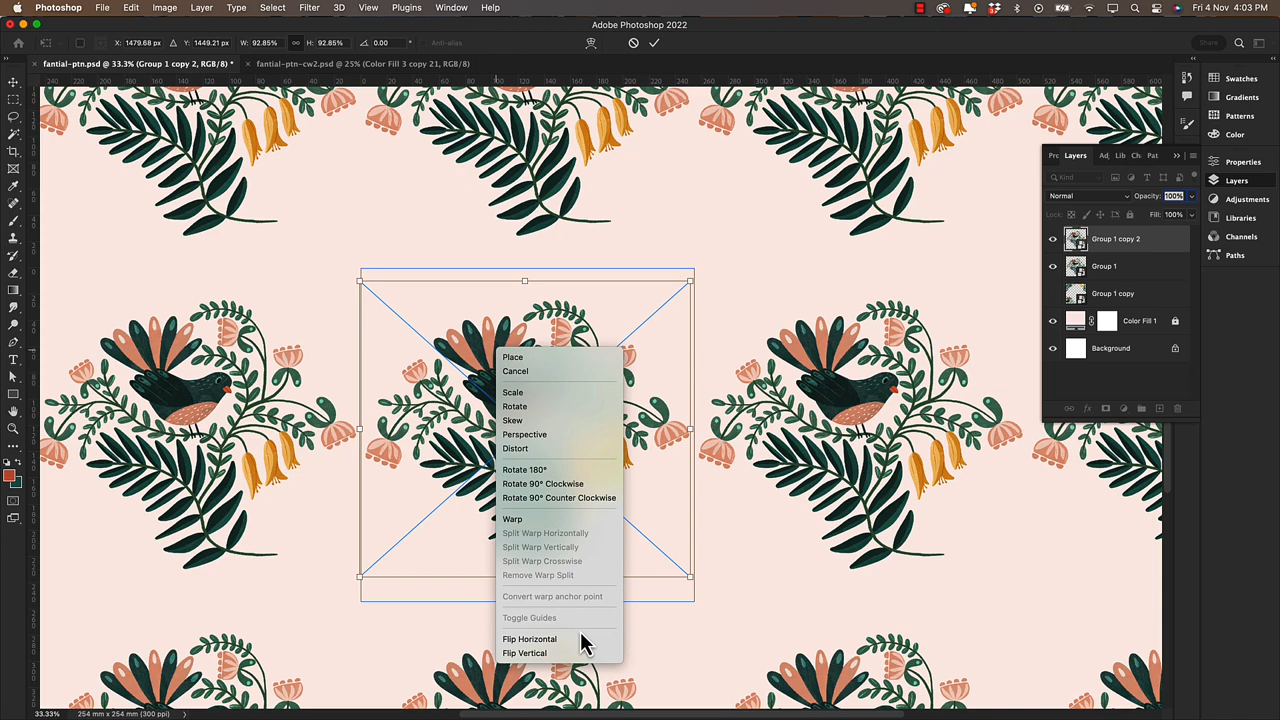 Photoshop File Edit Image Layer Type Select Filter 3D View Plugins Window Help Fri 4 Nov 4:03 PM
Adobe Photoshop 2022
X: 1479.68 px Y: 1449.21 px W: 92.85% H: 92.85% 0.00 ° Anti-alias Share
fantial-ptn.psd @ 33.3% (Group 1 copy 2, RGB/8) * fantial-ptn-cw2.psd @ 25% (Color Fill 3 copy 21, RGB/8)
Swatches
Gradients
Patterns
Color
Properties
Layers
Adjustments
Libraries
Channels
Paths
Pr Layers Ad Lib Ch Pat
Kind
Normal Opacity: 100%
Lock: Fill: 100%
Group 1 copy 2
Group 1
Group 1 copy
Color Fill 1
Background
Place
Cancel
Scale
Rotate
Skew
Perspective
Distort
Rotate 180°
Rotate 90° Clockwise
Rotate 90° Counter Clockwise
Warp
Split Warp Horizontally
Split Warp Vertically
Split Warp Crosswise
Remove Warp Split
Convert warp anchor point
Toggle Guides
Flip Horizontal
Flip Vertical
33.33% 254 mm x 254 mm (300 ppi)